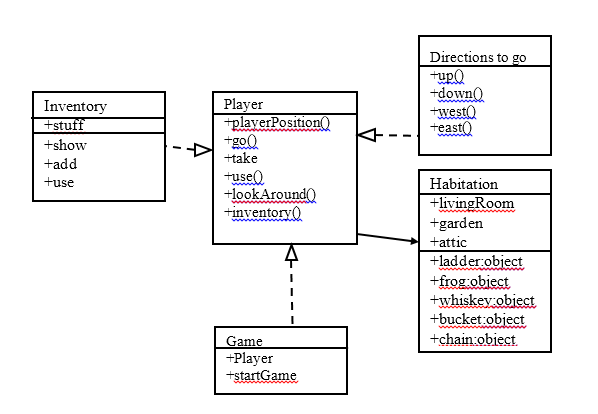 Inventory
+stuff
+show
+add
+use
Player
+playerPosition()
+go()
+take
+use()
+lookAround()
+inventory()
Directions to go
+up()
+down()
+west()
+east()
Habitation
+livingRoom
+garden
+attic
+ladder:object
+frog:object
+whiskey:object
+bucket:object
+chain:object
Game
+Player
+startGame